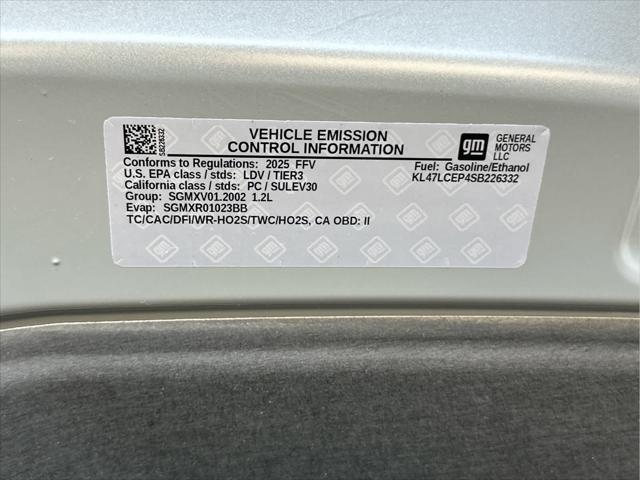 VEHICLE EMISSION
CONTROL INFORMATION
SB226332
gm
GENERAL
MOTORS
LLC
Conforms to Regulations: 2025 FFV
Fuel: Gasoline/Ethanol
U.S. EPA class / stds: LDV / TIER3
KL47LCEP4SB226332
California class / stds: PC / SULEV30
Group: SGMXV01.2002 1.2L
Evap: SGMXR01023BB
TC/CAC/DFI/WR-HO2S/TWC/HO2S, CA OBD: II